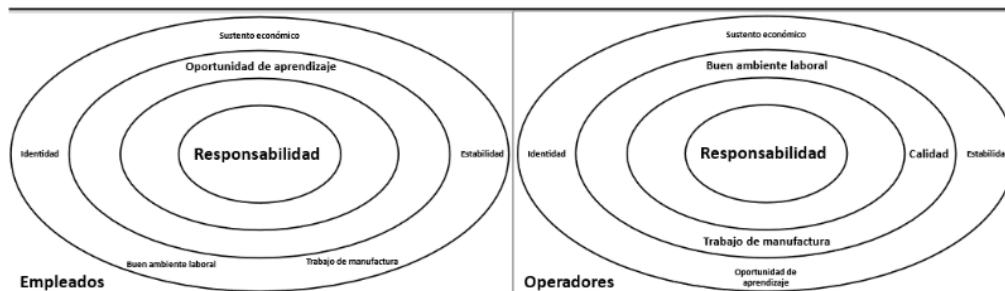 Sustento económico
Oportunidad de aprendizaje
Identidad
Responsabilidad
Estabilidad
Buen ambiente laboral
Trabajo de manufactura
Empleados
Sustento económico
Buen ambiente laboral
Identidad
Responsabilidad
Calidad
Estabilida
Trabajo de manufactura
Oportunidad de
aprendizaje
Operadores